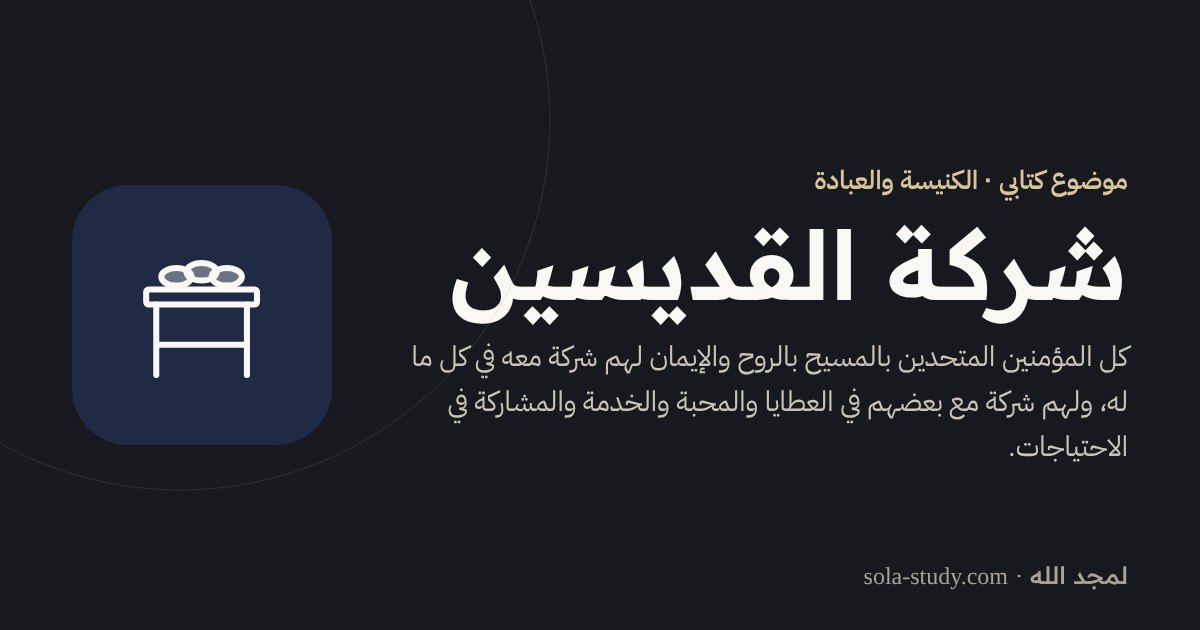 موضوع كتابي · الكنيسة والعبادة
شركة القديسين
كل المؤمنين المتحدين بالمسيح بالروح والإيمان لهم شركة معه في كل ما
له، ولهم شركة مع بعضهم في العطايا والمحبة والخدمة والمشاركة في
الاحتياجات.
لمجد الله · sola-study.com